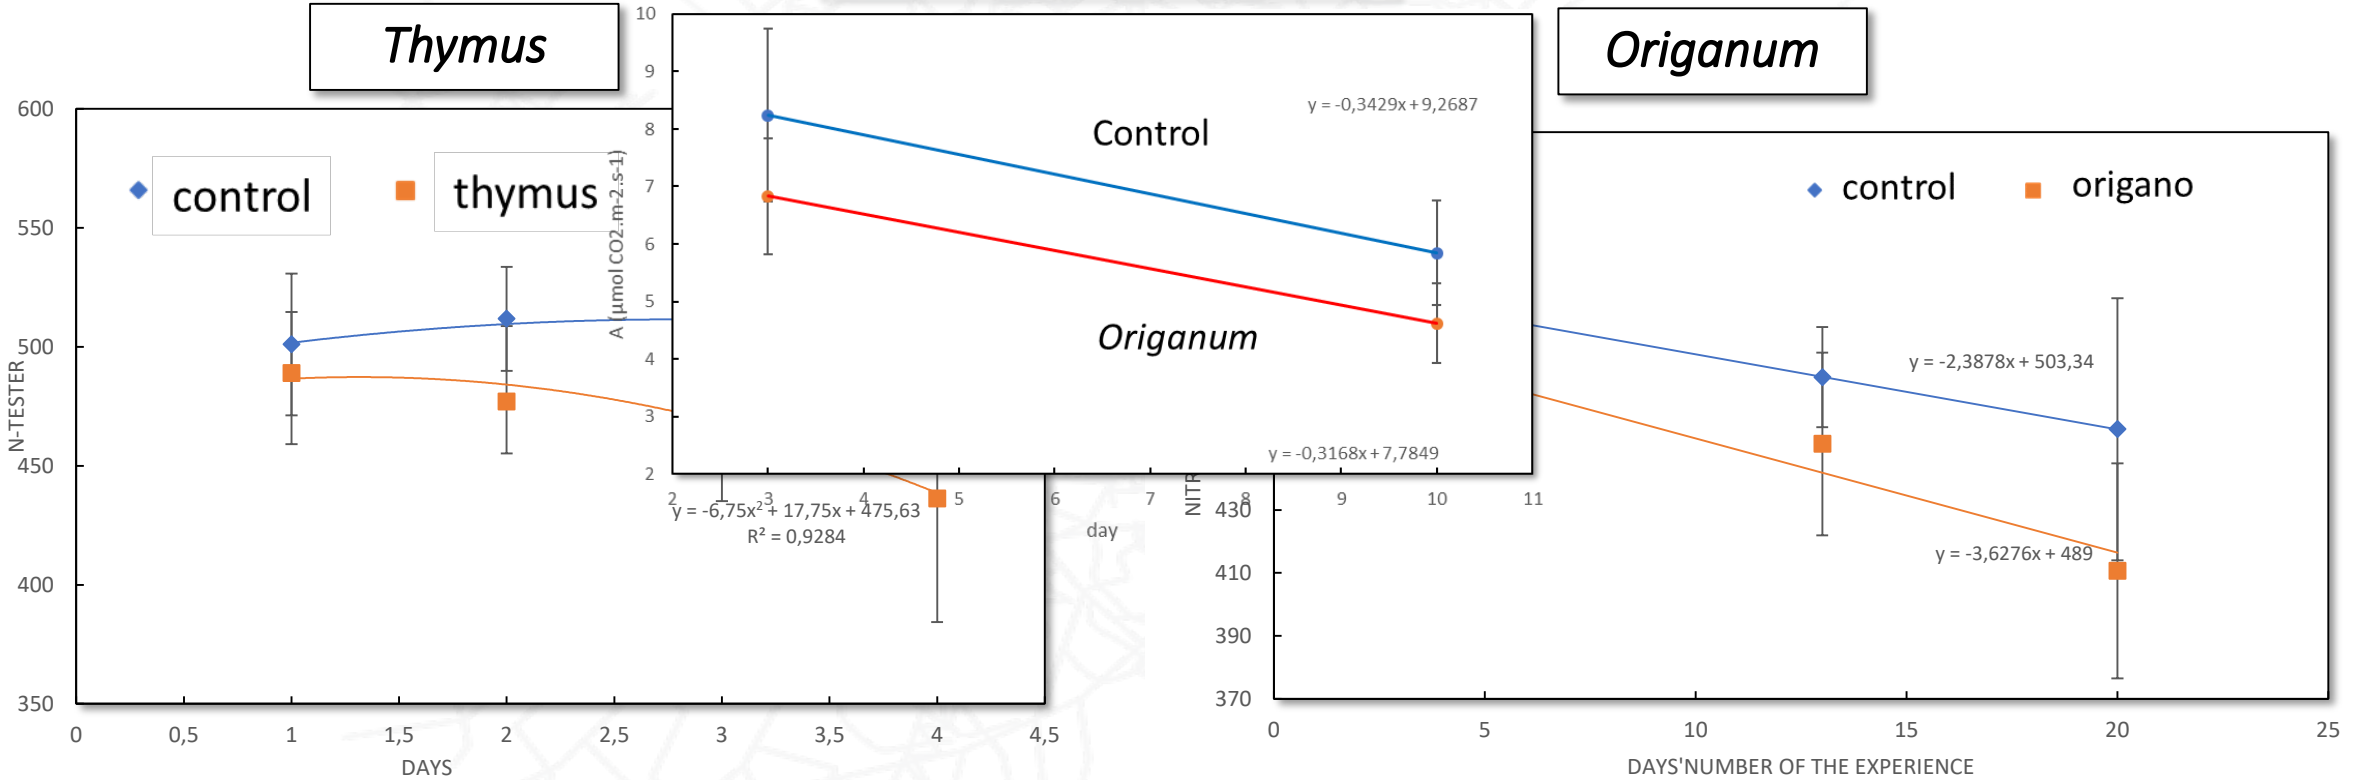 Thymus
600
550
500
450
400
350
N-TESTER
control
thymus
y = -6,75x² + 17,75x + 475,63
R² = 0,9284
0 0,5 1 1,5 2 2,5 3 3,5 4 4,5
DAYS
10
9
8
7
6
5
4
3
2
A (µmol CO2.m-2.s-1)
Control
y = -0,3429x + 9,2687
Origanum
y = -0,3168x + 7,7849
2 3 4 5 6 7 8 9 10 11
day
Origanum
control
origano
y = -2,3878x + 503,34
y = -3,6276x + 489
NITR
430
410
390
370
0 5 10 15 20 25
DAYS'NUMBER OF THE EXPERIENCE